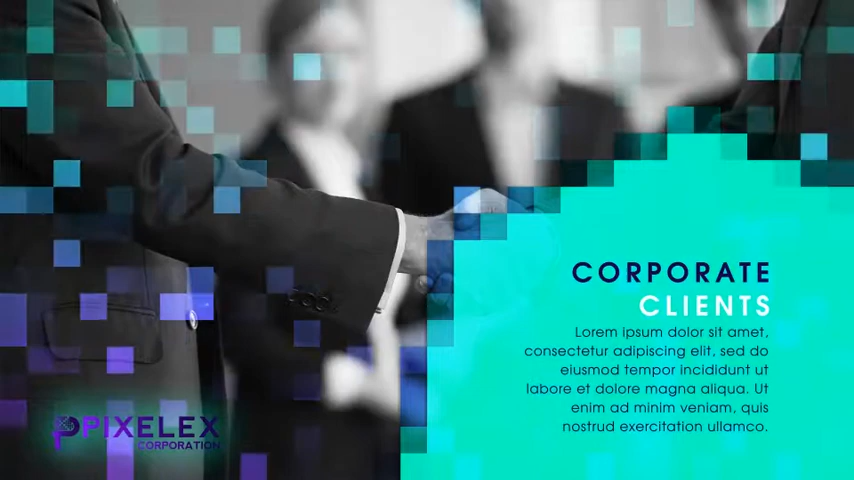 CORPORATE
CLIENTS
Lorem ipsum dolor sit amet,
consectetur adipiscing elit, sed do
eiusmod tempor incididunt ut
labore et dolore magna aliqua. Ut
enim ad minim veniam, quis
nostrud exercitation ullamco.
PIXELEX
CORPORATION